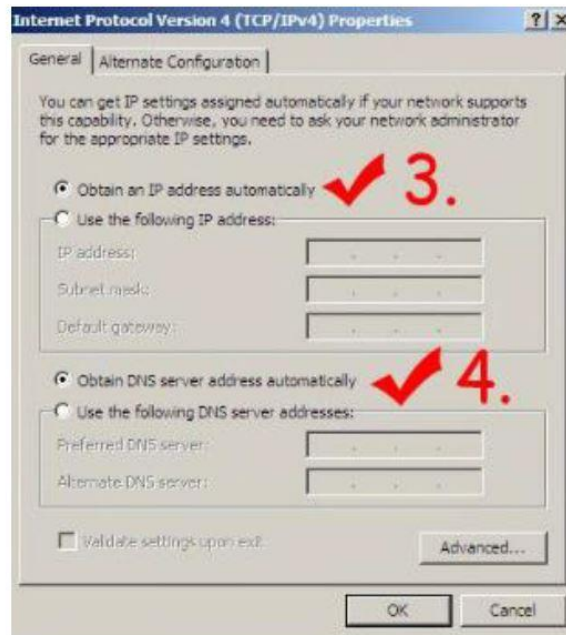 Internet Protocol Version 4 (TCP/IPv4) Properties
General
Alternate Configuration
You can get IP settings assigned automatically if your network supports
this capability. Otherwise, you need to ask your network administrator
for the appropriate IP settings.
Obtain an IP address automatically 3.
Use the following IP address:
IP address:
Subnet mask:
Default gateway:
Obtain DNS server address automatically 4.
Use the following DNS server addresses:
Preferred DNS server:
Alternate DNS server:
Validate settings upon exit
Advanced...
OK
Cancel